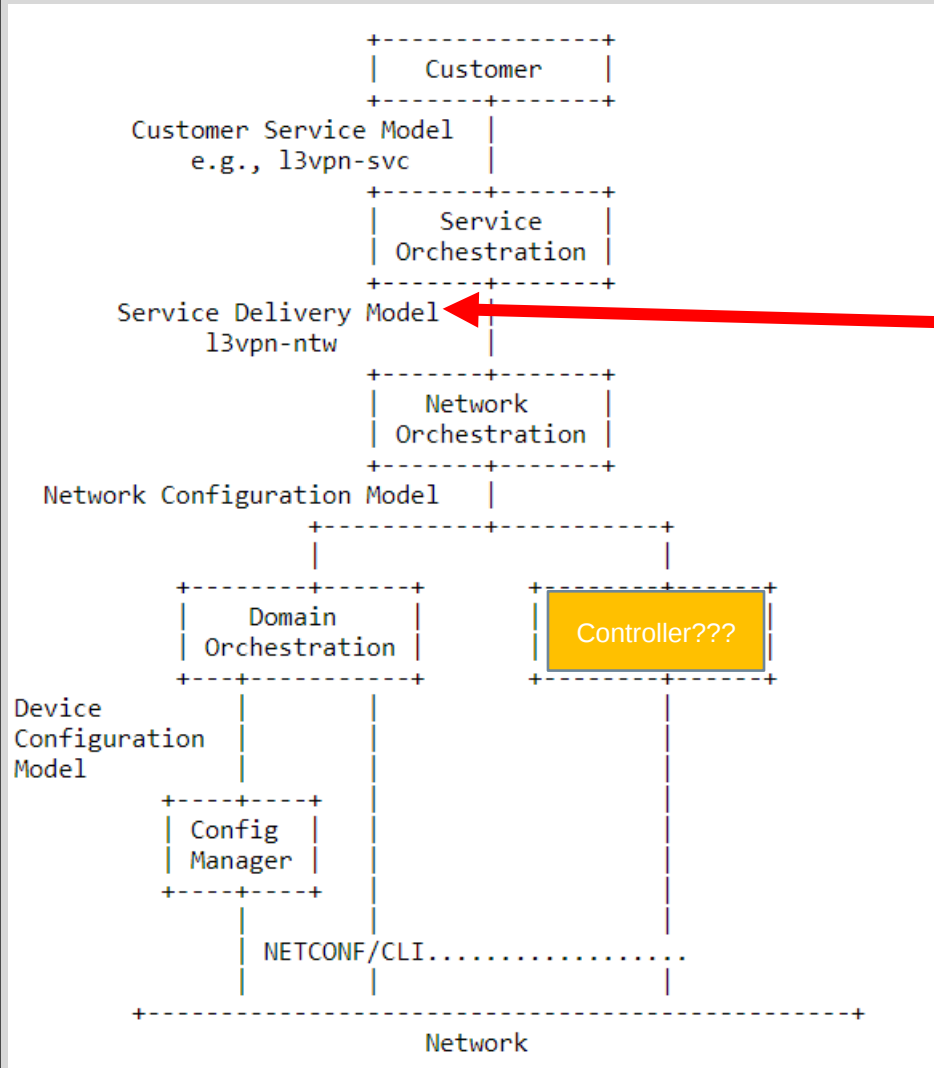 Customer
Customer Service Model
e.g., l3vpn-svc
Service
Orchestration
Service Delivery Model
l3vpn-ntw
Network
Orchestration
Network Configuration Model
Domain
Orchestration
Controller???
Device
Configuration
Model
Config
Manager
NETCONF/CLI..................
Network